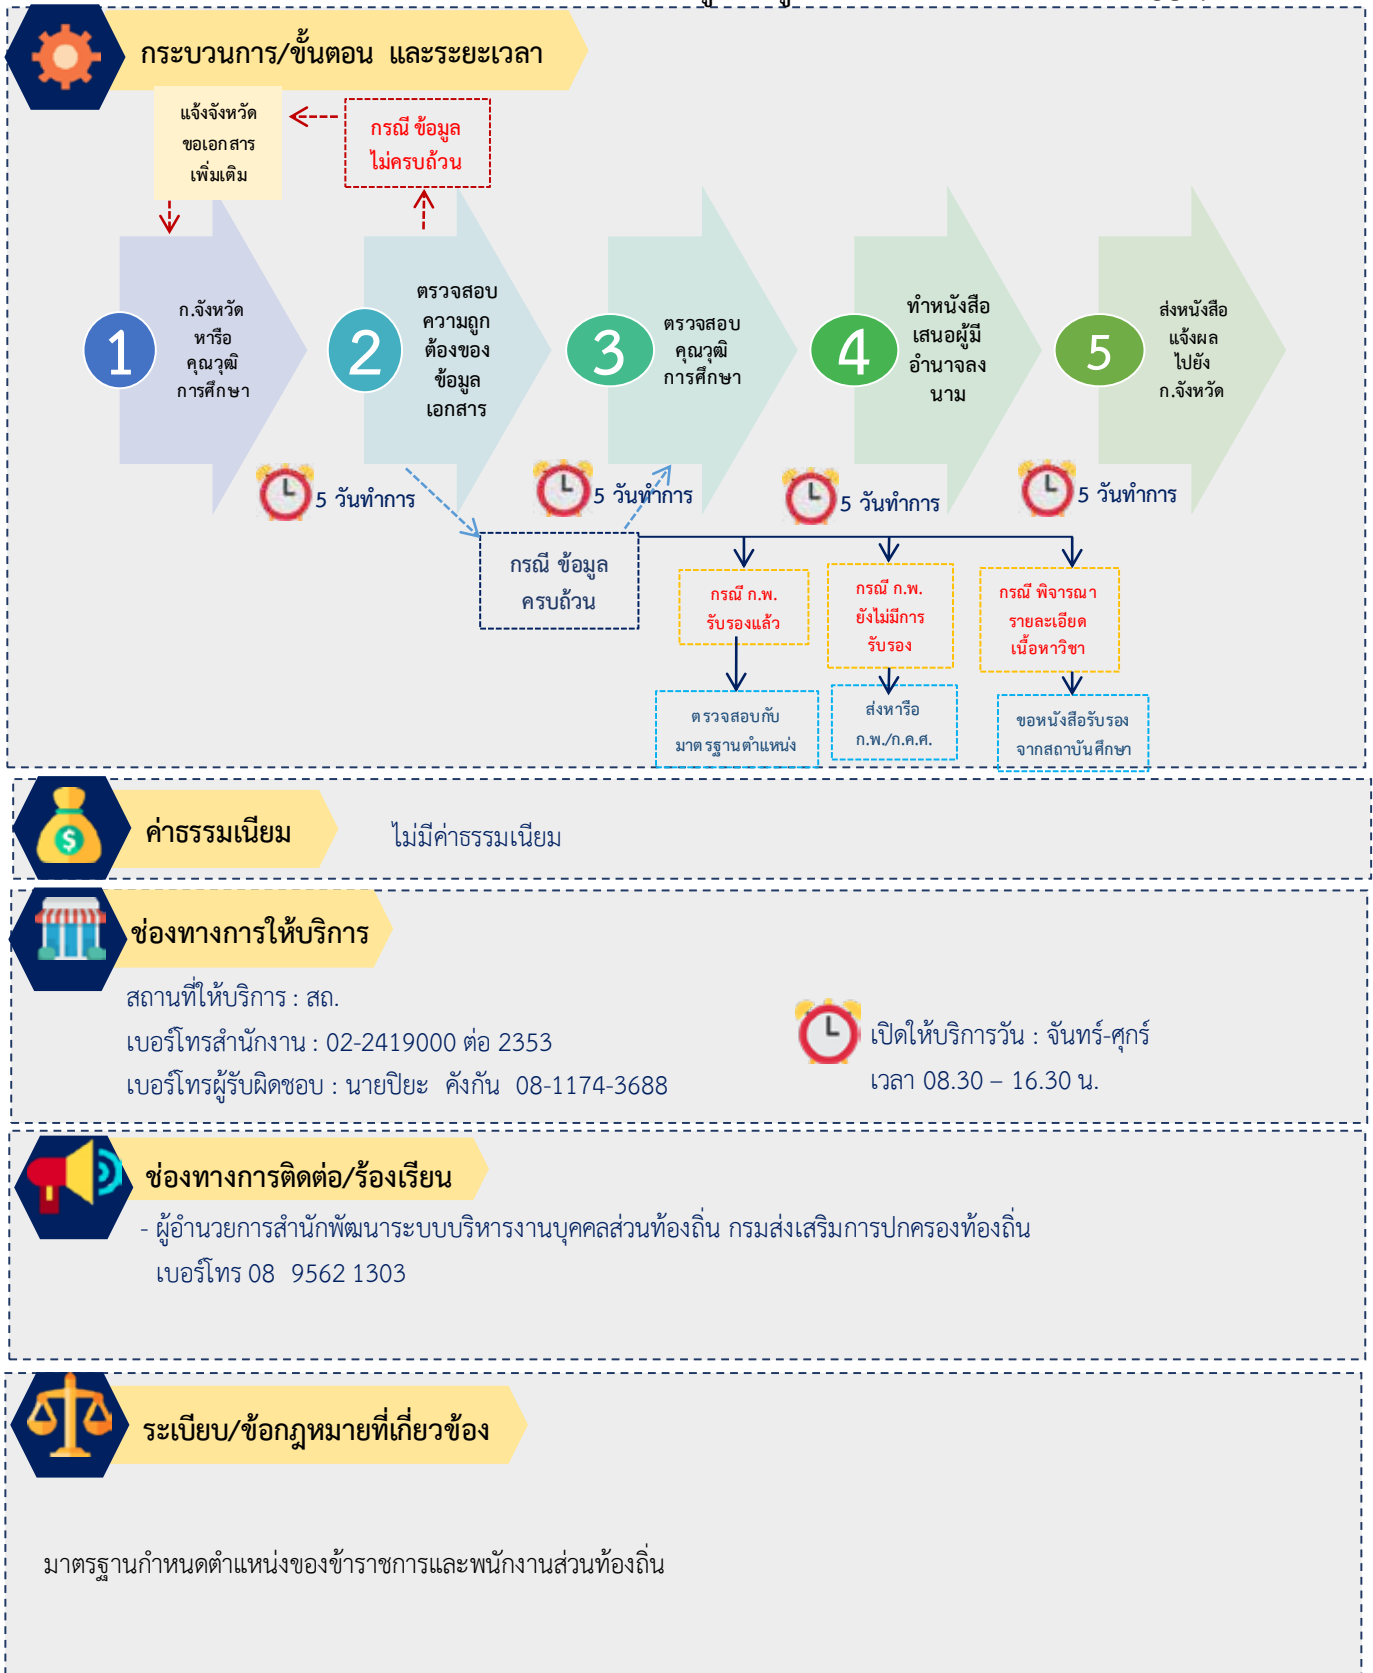 กระบวนการ/ขั้นตอน และระยะเวลา
แจ้งจังหวัด
ขอเอกสาร
เพิ่มเติม
กรณี ข้อมูล
ไม่ครบถ้วน
1
ก.จังหวัด
หารือ
คุณวุฒิ
การศึกษา
2
ตรวจสอบ
ความถูก
ต้องของ
ข้อมูล
เอกสาร
3
ตรวจสอบ
คุณวุฒิ
การศึกษา
4
ทำหนังสือ
เสนอผู้มี
อำนาจลง
นาม
5
ส่งหนังสือ
แจ้งผล
ไปยัง
ก.จังหวัด
5 วันทำการ
5 วันทำการ
5 วันทำการ
5 วันทำการ
กรณี ข้อมูล
ครบถ้วน
กรณี ก.พ.
รับรองแล้ว
กรณี ก.พ.
ยังไม่มีการ
รับรอง
กรณี พิจารณา
รายละเอียด
เนื้อหาวิชา
ตรวจสอบกับ
มาตรฐานตำแหน่ง
ส่งหารือ
ก.พ./ก.ค.ศ.
ขอหนังสือรับรอง
จากสถาบันศึกษา
ค่าธรรมเนียม
ไม่มีค่าธรรมเนียม
ช่องทางการให้บริการ
สถานที่ให้บริการ : สถ.
เบอร์โทรสำนักงาน : 02-2419000 ต่อ 2353
เบอร์โทรผู้รับผิดชอบ : นายปิยะ คังกัน 08-1174-3688
เปิดให้บริการวัน : จันทร์-ศุกร์
เวลา 08.30 – 16.30 น.
ช่องทางการติดต่อ/ร้องเรียน
- ผู้อำนวยการสำนักพัฒนาระบบบริหารงานบุคคลส่วนท้องถิ่น กรมส่งเสริมการปกครองท้องถิ่น
เบอร์โทร 08 9562 1303
ระเบียบ/ข้อกฎหมายที่เกี่ยวข้อง
มาตรฐานกำหนดตำแหน่งของข้าราชการและพนักงานส่วนท้องถิ่น